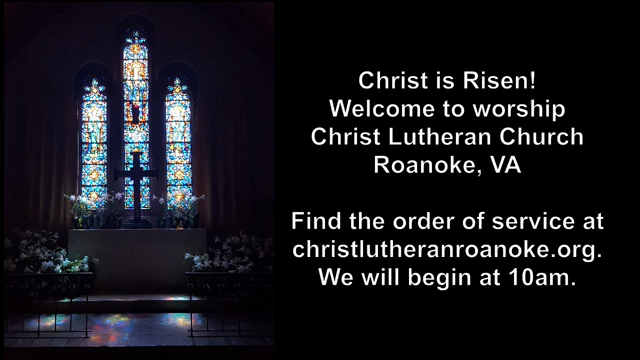 Christ is Risen!
Welcome to worship
Christ Lutheran Church
Roanoke, VA
Find the order of service at
christlutheranroanoke.org.
We will begin at 10am.